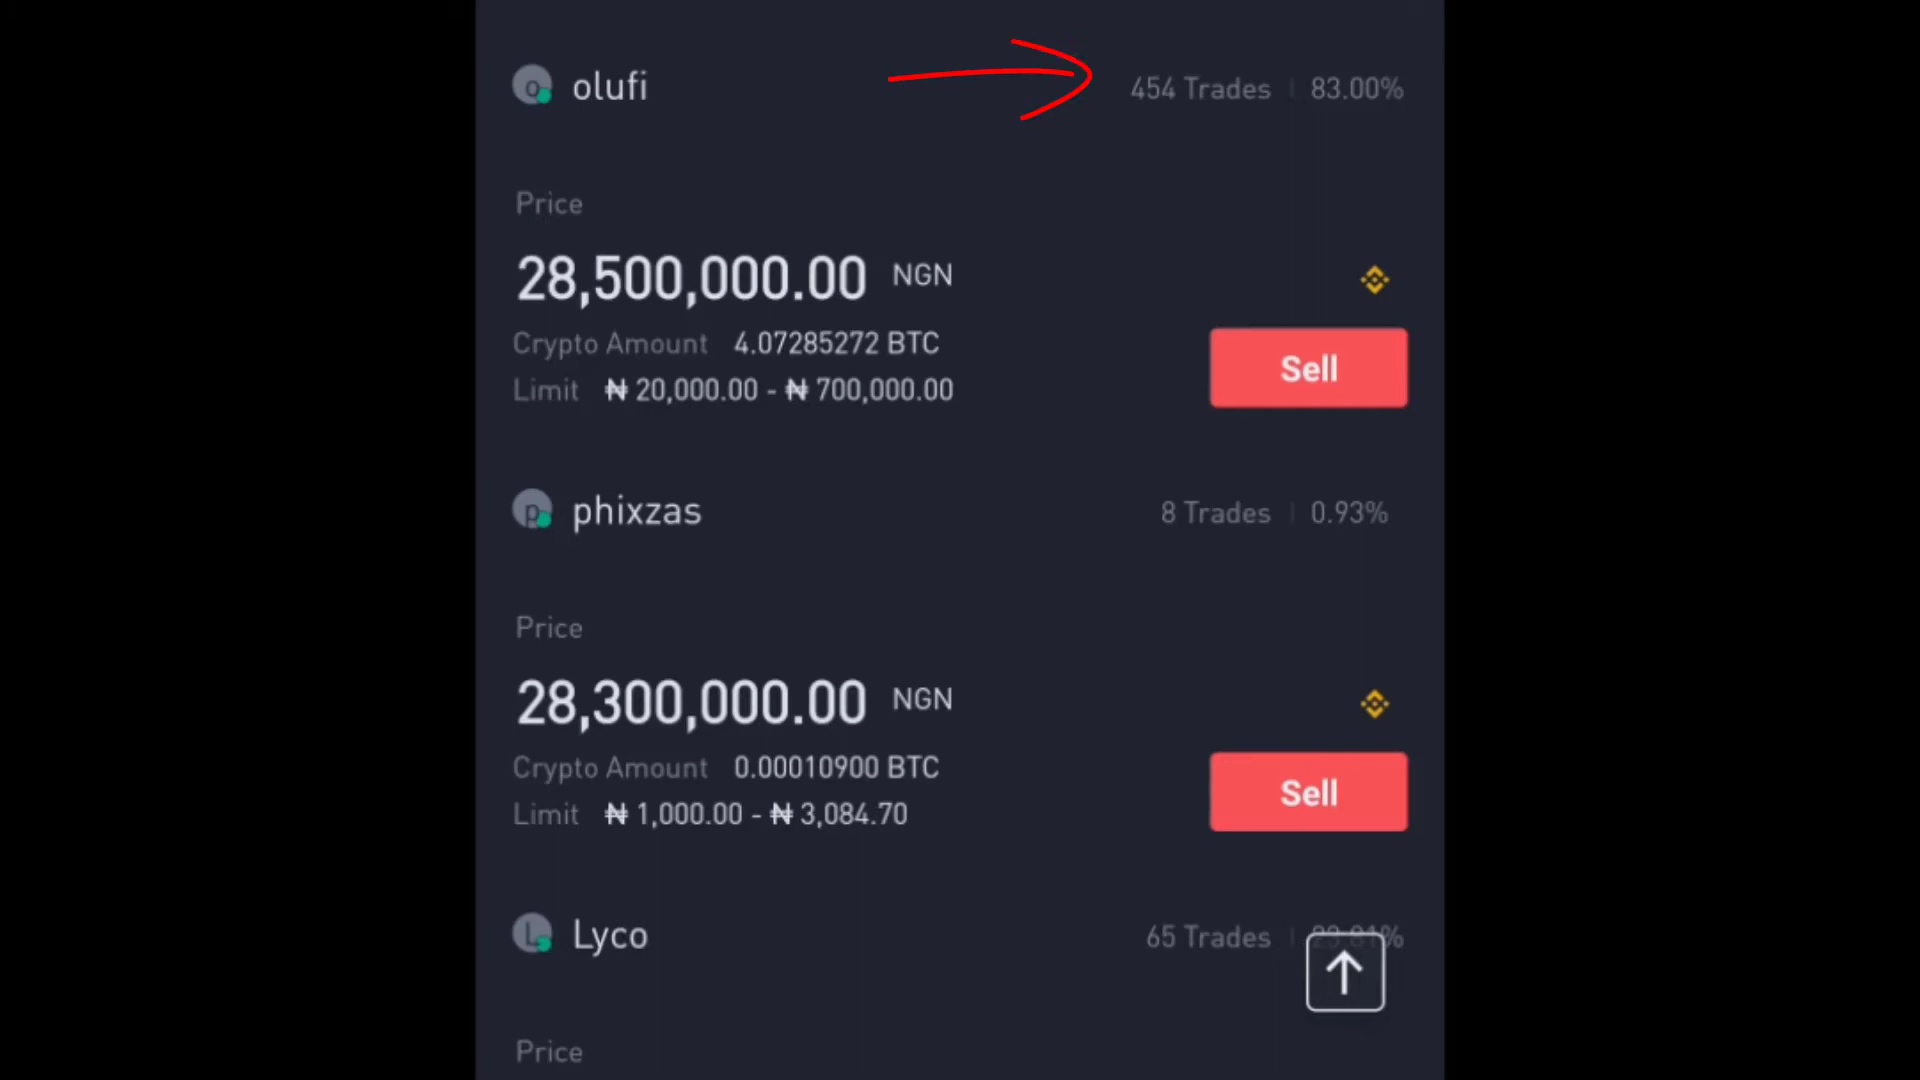 olufi 454 Trades | 83.00%
Price
28,500,000.00 NGN
Crypto Amount 4.07285272 BTC
Limit ₦ 20,000.00 - ₦ 700,000.00
Sell
phixzas 8 Trades | 0.93%
Price
28,300,000.00 NGN
Crypto Amount 0.00010900 BTC
Limit ₦ 1,000.00 - ₦ 3,084.70
Sell
Lyco 65 Trades |
Price